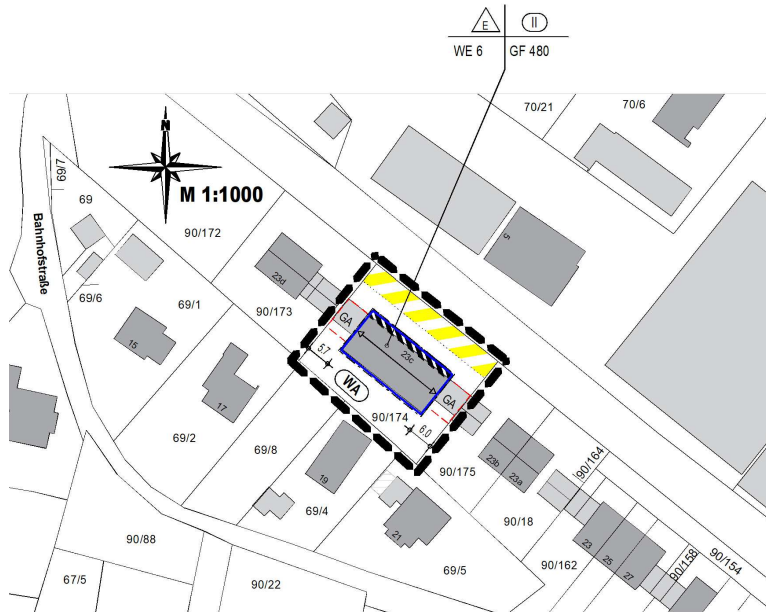 E II
WE 6 GF 480
70/21
70/6
N
M 1:1000
69/7
69
Bahnhofstraße
90/172
5
23d
69/6
69/1
90/173
GA
23c
15
5.7
WA
GA
17
90/174
6.0
69/2
69/8
90/175
23b
23a
90/164
19
69/4
90/18
21
23
25
27
90/88
69/5
90/162
90/158
90/154
67/5
90/22